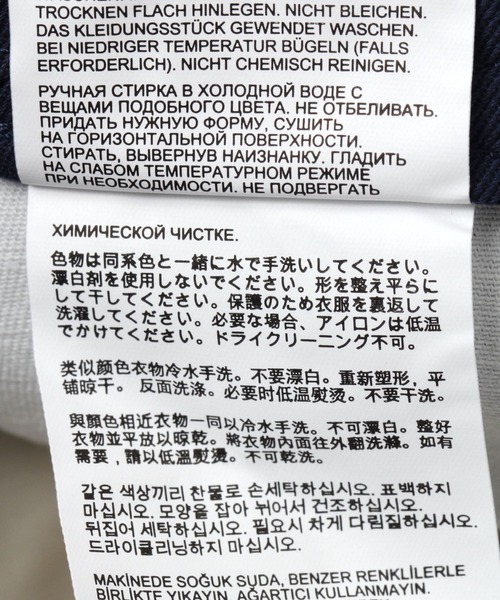 TROCKNEN FLACH HINLEGEN. NICHT BLEICHEN.
DAS KLEIDUNGSSTÜCK GEWENDET WASCHEN.
BEI NIEDRIGER TEMPERATUR BÜGELN (FALLS
ERFORDERLICH). NICHT CHEMISCH REINIGEN.
РУЧНАЯ СТИРКА В ХОЛОДНОЙ ВОДЕ С
ВЕЩАМИ ПОДОБНОГО ЦВЕТА. НЕ ОТБЕЛИВАТЬ.
ПРИДАТЬ НУЖНУЮ ФОРМУ, СУШИТЬ
НА ГОРИЗОНТАЛЬНОЙ ПОВЕРХНОСТИ.
СТИРАТЬ, ВЫВЕРНУВ НАИЗНАНКУ. ГЛАДИТЬ
НА СЛАБОМ ТЕМПЕРАТУРНОМ РЕЖИМЕ
ПРИ НЕОБХОДИМОСТИ. НЕ ПОДВЕРГАТЬ
ХИМИЧЕСКОЙ ЧИСТКЕ.
色物は同系色と一緒に水で手洗いしてください。
漂白剤を使用しないでください。形を整え平らに
して干してください。保護のため衣服を裏返して
洗濯してください。必要な場合、アイロンは低温
でかけてください。ドライクリーニング不可。
类似颜色衣物冷水手洗。不要漂白。重新塑形，平
铺晾干。 反面洗涤。必要时低温熨烫。不要干洗。
與顏色相近衣物一同以冷水手洗。不可漂白。整好
衣物並平放以晾乾。將衣物內面往外翻洗滌。如有
需要，請以低溫熨燙。不可乾洗。
같은 색상끼리 찬물로 손세탁하십시오. 표백하지
마십시오. 모양을 잡아 뉘어서 건조하십시오.
뒤집어 세탁하십시오. 필요시 차게 다림질하십시오.
드라이클리닝하지 마십시오.
MAKİNEDE SOĞUK SUDA, BENZER RENKLİLERLE
BİRLİKTE YIKAYIN. AĞARTICI KULLANMAYIN.